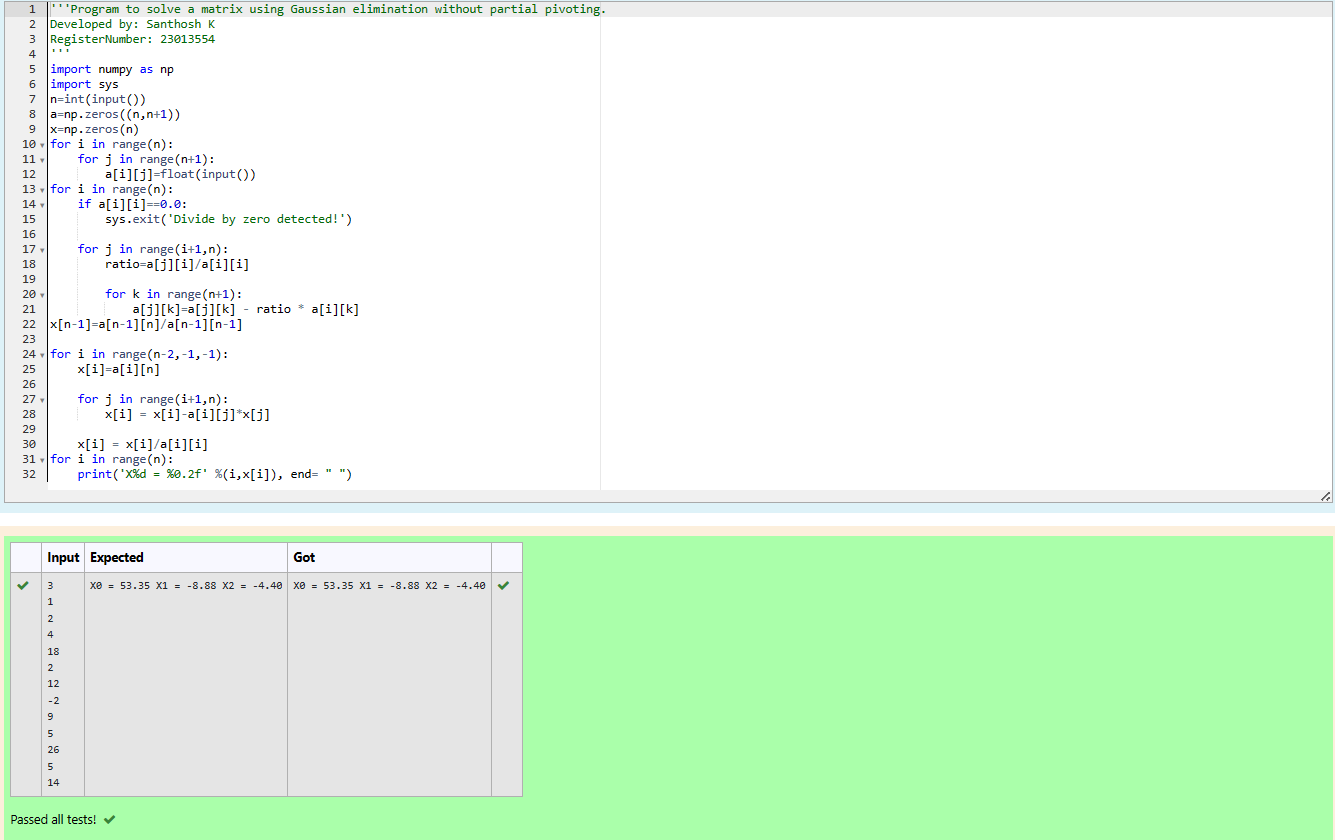 1 '''Program to solve a matrix using Gaussian elimination without partial pivoting.
2 Developed by: Santhosh K
3 RegisterNumber: 23013554
4 '''
5 import numpy as np
6 import sys
7 n=int(input())
8 a=np.zeros((n,n+1))
9 x=np.zeros(n)
10 for i in range(n):
11     for j in range(n+1):
12         a[i][j]=float(input())
13 for i in range(n):
14     if a[i][i]==0.0:
15         sys.exit('Divide by zero detected!')
16
17     for j in range(i+1,n):
18         ratio=a[j][i]/a[i][i]
19
20         for k in range(n+1):
21             a[j][k]=a[j][k] - ratio * a[i][k]
22 x[n-1]=a[n-1][n]/a[n-1][n-1]
23
24 for i in range(n-2,-1,-1):
25     x[i]=a[i][n]
26
27     for j in range(i+1,n):
28         x[i] = x[i]-a[i][j]*x[j]
29
30     x[i] = x[i]/a[i][i]
31 for i in range(n):
32     print('X%d = %0.2f' %(i,x[i]), end= " ")
Input Expected Got
3 X0 = 53.35 X1 = -8.88 X2 = -4.40 X0 = 53.35 X1 = -8.88 X2 = -4.40
1
2
4
18
2
12
-2
9
5
26
5
14
Passed all tests!